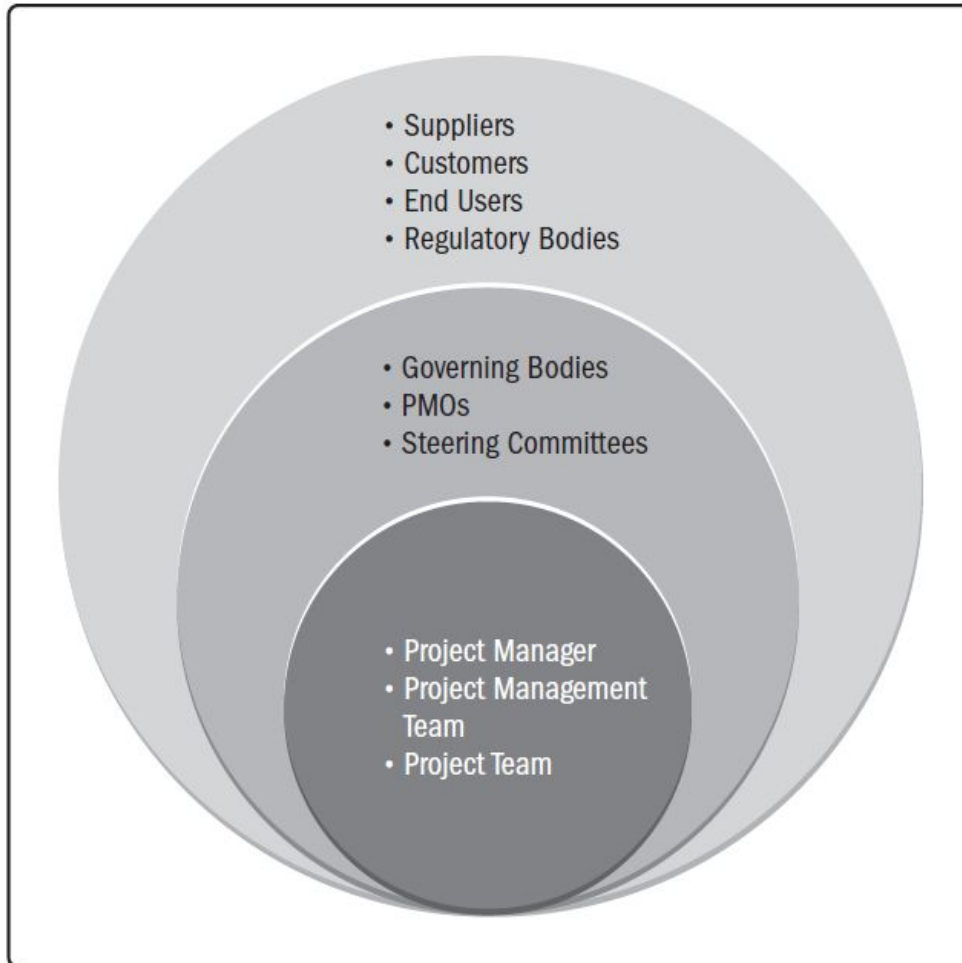 • Suppliers
• Customers
• End Users
• Regulatory Bodies
• Governing Bodies
• PMOs
• Steering Committees
• Project Manager
• Project Management
Team
• Project Team